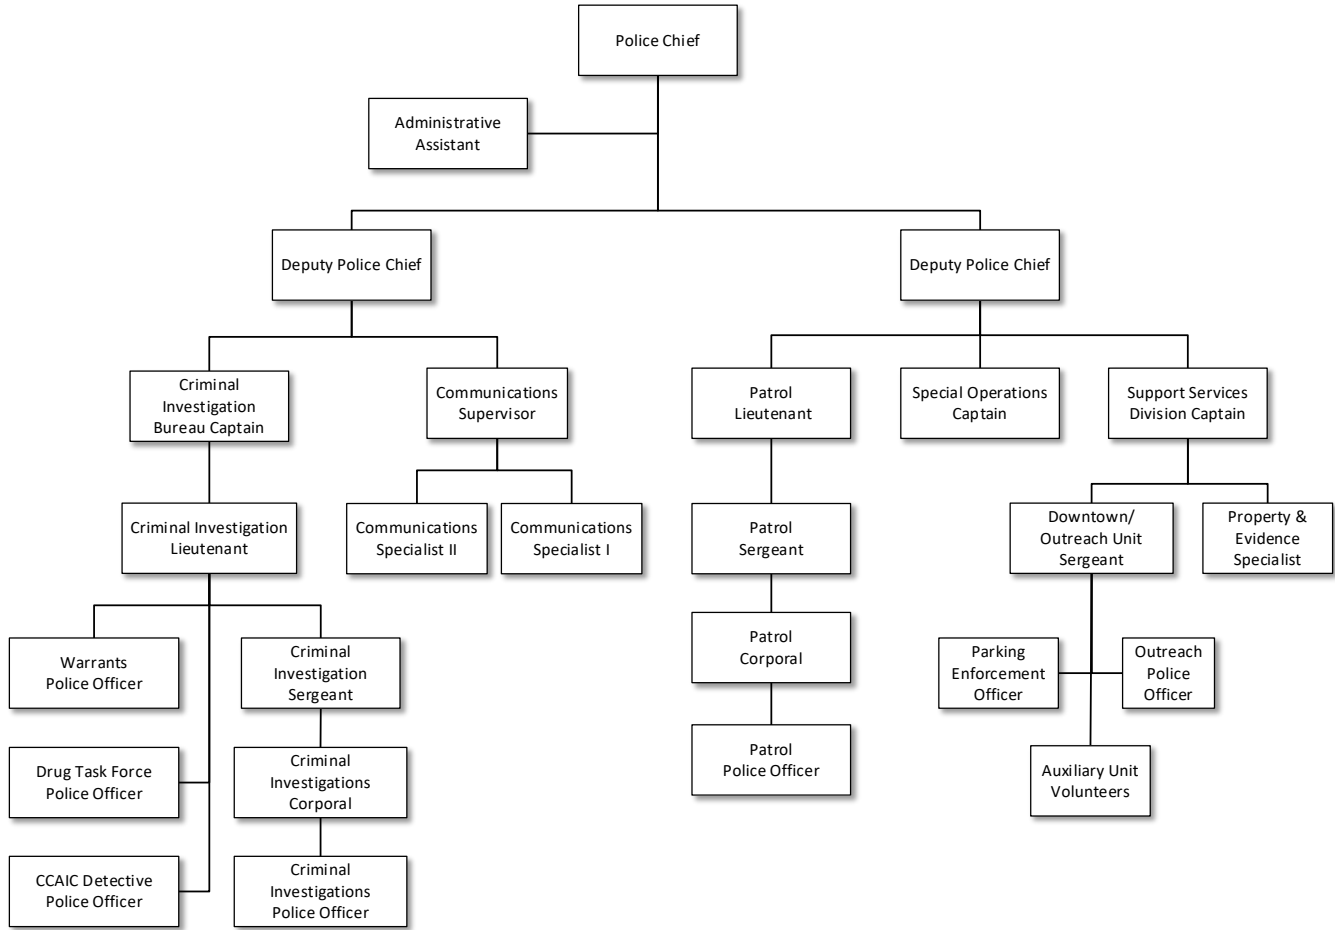 Police Chief
Administrative
Assistant
Deputy Police Chief
Deputy Police Chief
Criminal
Investigation
Bureau Captain
Communications
Supervisor
Patrol
Lieutenant
Special Operations
Captain
Support Services
Division Captain
Criminal Investigation
Lieutenant
Communications
Specialist II
Communications
Specialist I
Patrol
Sergeant
Downtown/
Outreach Unit
Sergeant
Property &
Evidence
Specialist
Warrants
Police Officer
Criminal
Investigation
Sergeant
Patrol
Corporal
Parking
Enforcement
Officer
Outreach
Police
Officer
Drug Task Force
Police Officer
Criminal
Investigations
Corporal
Patrol
Police Officer
Auxiliary Unit
Volunteers
CCAIC Detective
Police Officer
Criminal
Investigations
Police Officer